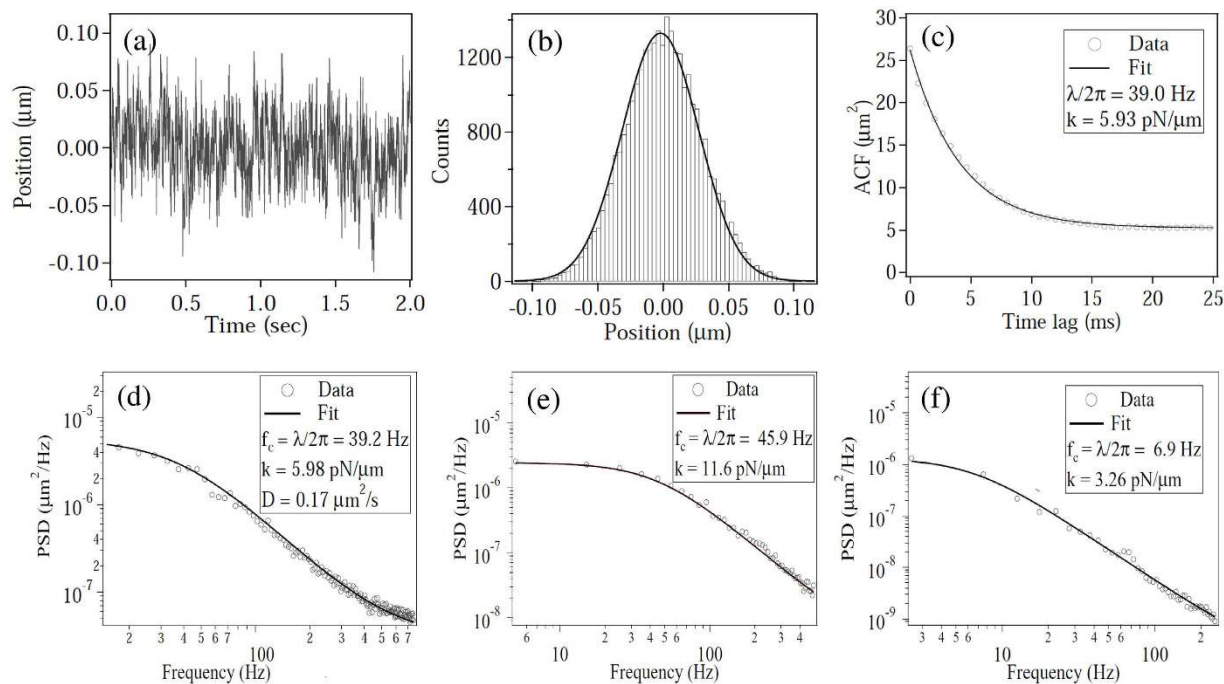 (a)
Position (μm)
0.10
0.05
0.00
-0.05
-0.10
0.0 0.5 1.0 1.5 2.0
Time (sec)
(b)
Counts
1200
800
400
0
-0.10 -0.05 0.00 0.05 0.10
Position (μm)
(c)
ACF (μm²)
30
25
20
15
10
5
0
Data
Fit
λ/2π = 39.0 Hz
k = 5.93 pN/μm
0 5 10 15 20 25
Time lag (ms)
(d)
PSD (μm²/Hz)
2
10⁻⁵
4
2
10⁻⁶
4
2
10⁻⁷
Data
Fit
f_c = λ/2π = 39.2 Hz
k = 5.98 pN/μm
D = 0.17 μm²/s
2 3 4 5 6 7 100 2 3 4 5 6 7
Frequency (Hz)
(e)
PSD (μm²/Hz)
10⁻⁵
10⁻⁶
10⁻⁷
10⁻⁸
Data
Fit
f_c = λ/2π = 45.9 Hz
k = 11.6 pN/μm
6 10 2 3 4 5 6 100 2 3 4
Frequency (Hz)
(f)
PSD (μm²/Hz)
10⁻⁵
10⁻⁶
10⁻⁷
10⁻⁸
10⁻⁹
Data
Fit
f_c = λ/2π = 6.9 Hz
k = 3.26 pN/μm
3 4 5 6 10 2 3 4 5 6 100 2
Frequency (Hz)